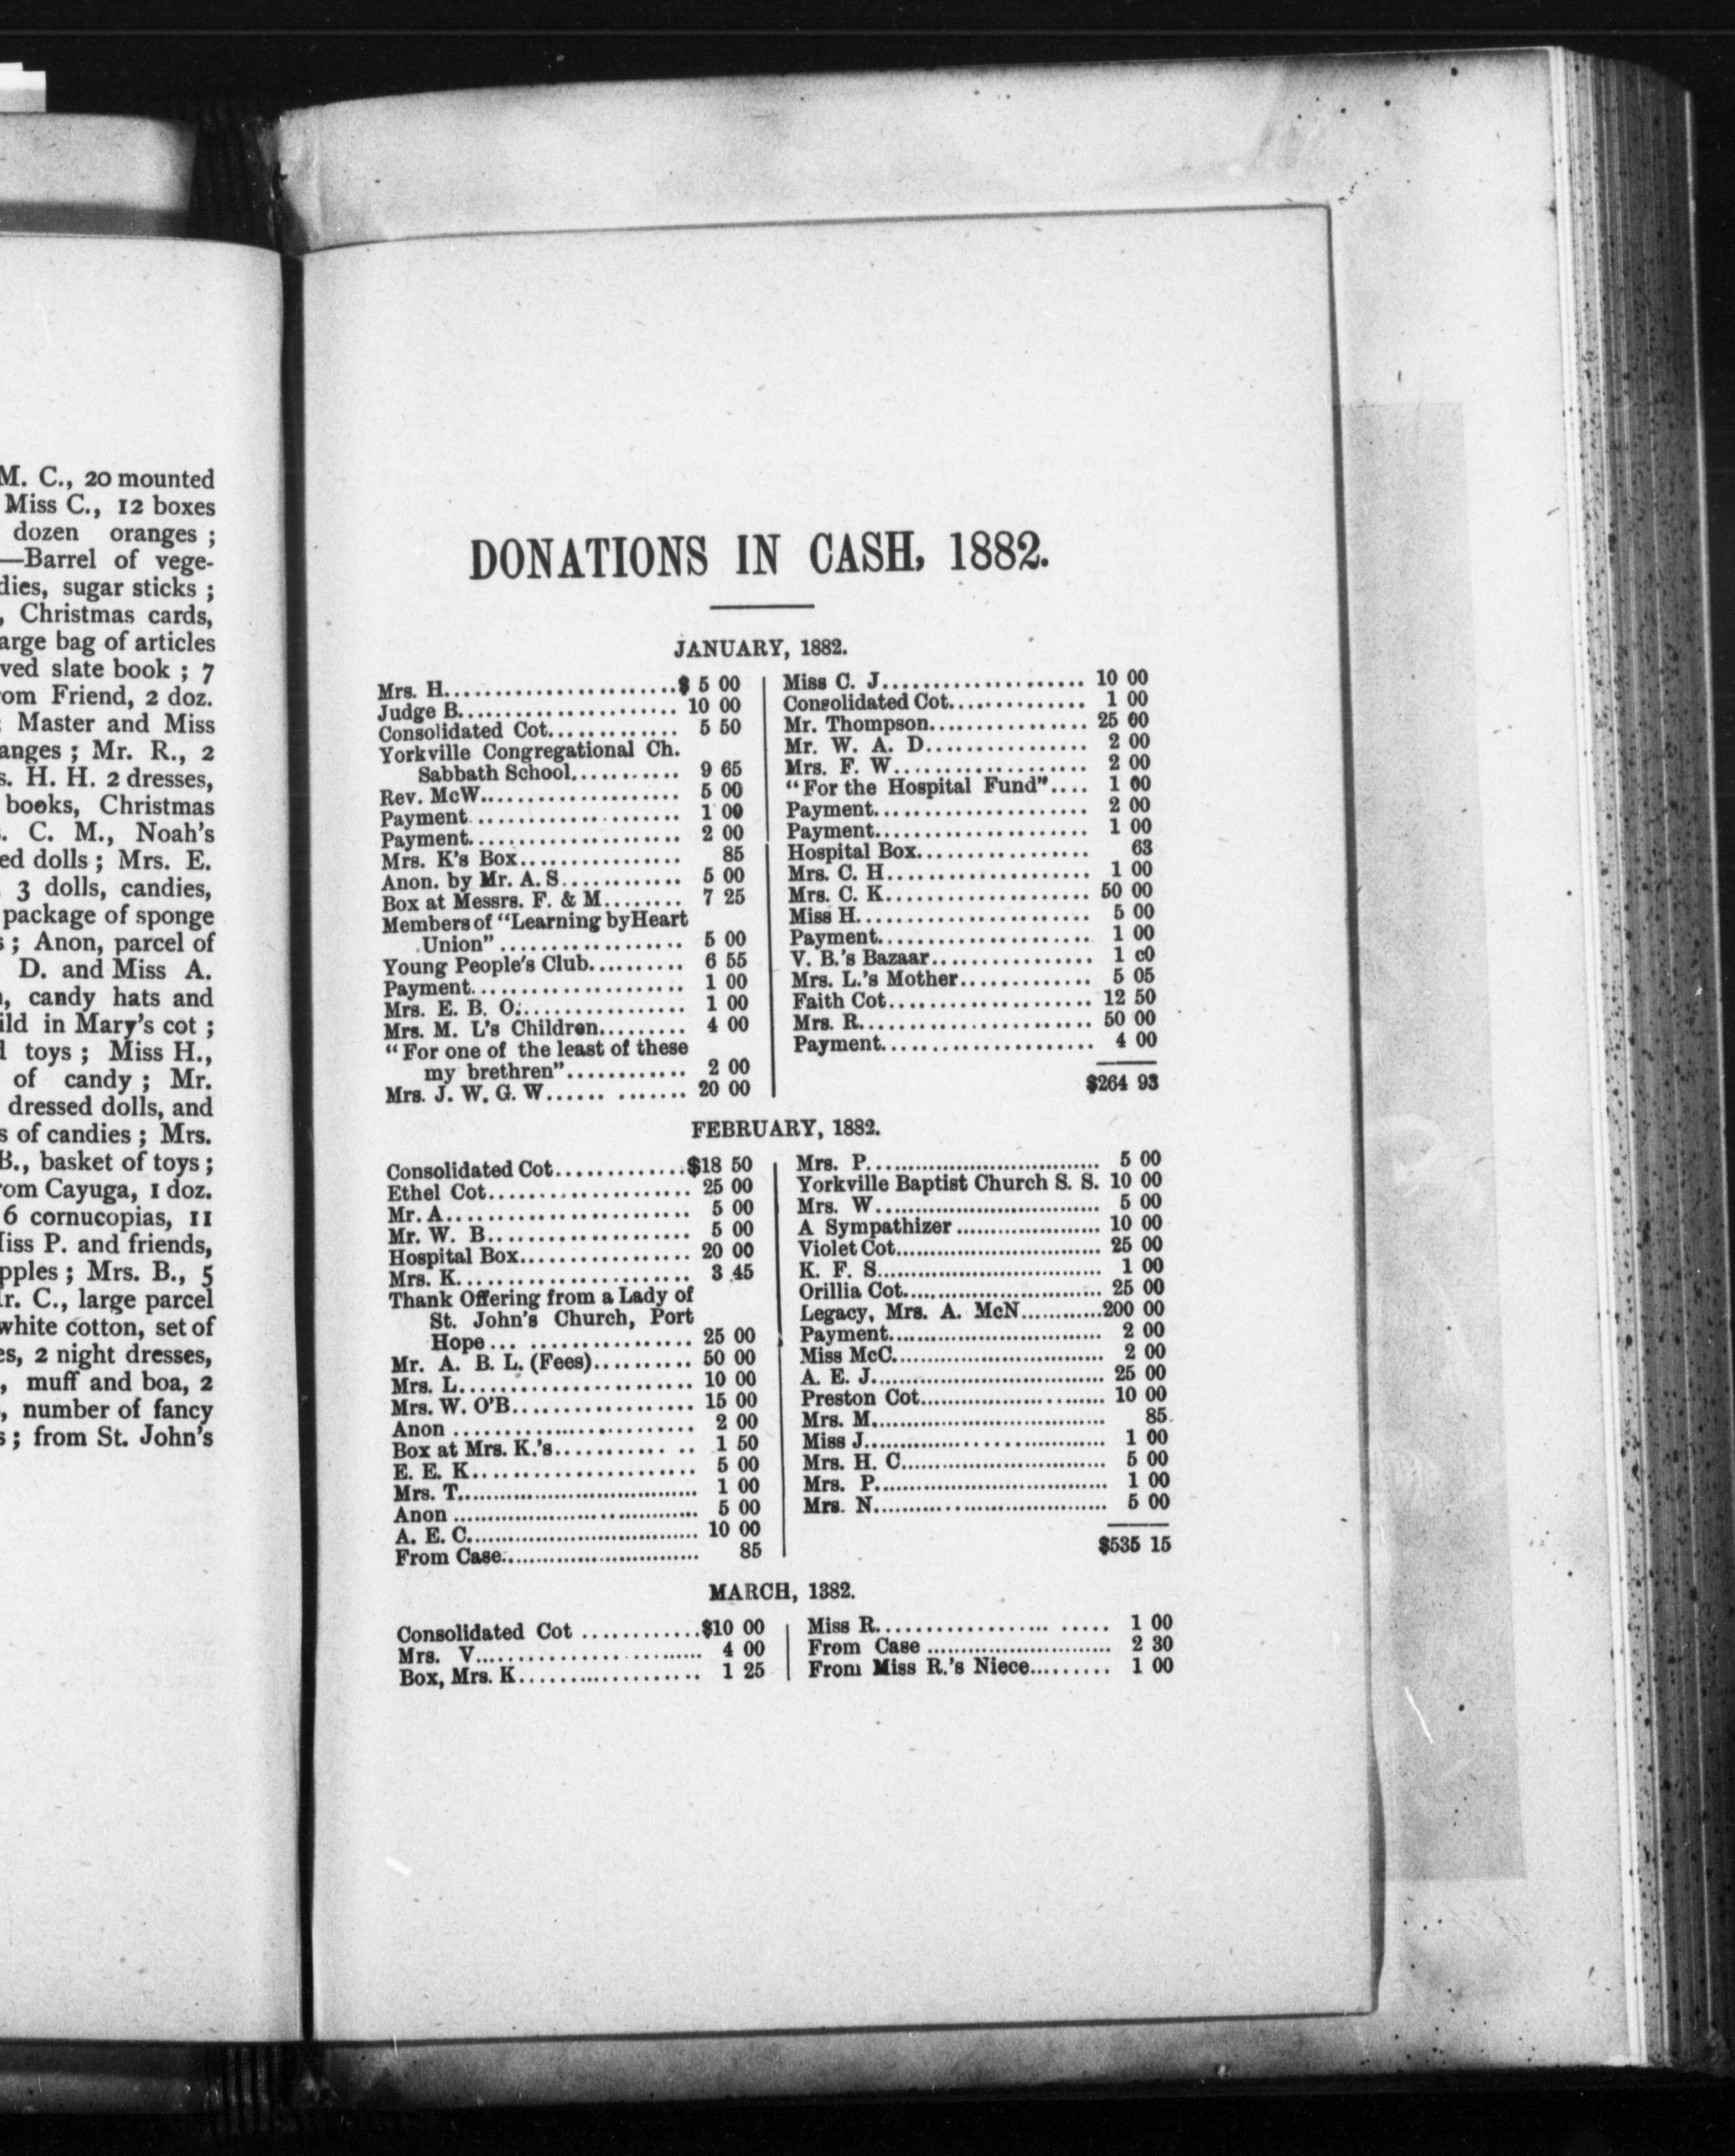 M. C., 20 mounted
Miss C., 12 boxes
dozen oranges ;
—Barrel of vege-
dies, sugar sticks ;
, Christmas cards,
arge bag of articles
ved slate book ; 7
rom Friend, 2 doz.
; Master and Miss
anges ; Mr. R., 2
s. H. H. 2 dresses,
books, Christmas
. C. M., Noah's
ed dolls ; Mrs. E.
3 dolls, candies,
package of sponge
s ; Anon, parcel of
D. and Miss A.
, candy hats and
ild in Mary's cot ;
d toys ; Miss H.,
of candy ; Mr.
dressed dolls, and
s of candies ; Mrs.
B., basket of toys ;
rom Cayuga, 1 doz.
6 cornucopias, 11
iss P. and friends,
pples ; Mrs. B., 5
r. C., large parcel
white cotton, set of
es, 2 night dresses,
, muff and boa, 2
, number of fancy
s ; from St. John's
DONATIONS IN CASH, 1882.
JANUARY, 1882.
Mrs. H........................$ 5 00
Judge B...................... 10 00
Consolidated Cot............. 5 50
Yorkville Congregational Ch.
Sabbath School........... 9 65
Rev. McW.................... 5 00
Payment..................... 1 00
Payment..................... 2 00
Mrs. K's Box................ 85
Anon. by Mr. A. S............ 5 00
Box at Messrs. F. & M........ 7 25
Members of "Learning byHeart
Union".................. 5 00
Young People's Club.......... 6 55
Payment..................... 1 00
Mrs. E. B. O................. 1 00
Mrs. M. L's Children......... 4 00
"For one of the least of these
my brethren"............ 2 00
Mrs. J. W. G. W...... ....... 20 00
Miss C. J.................... 10 00
Consolidated Cot.............. 1 00
Mr. Thompson................ 25 00
Mr. W. A. D................ 2 00
Mrs. F. W................... 2 00
"For the Hospital Fund".... 1 00
Payment..................... 2 00
Payment..................... 1 00
Hospital Box................. 63
Mrs. C. H.................... 1 00
Mrs. C. K.................... 50 00
Miss H....................... 5 00
Payment..................... 1 00
V. B.'s Bazaar................ 1 c0
Mrs. L.'s Mother............. 5 05
Faith Cot.................... 12 50
Mrs. R....................... 50 00
Payment..................... 4 00
$264 93
FEBRUARY, 1882.
Consolidated Cot.............$18 50
Ethel Cot.................... 25 00
Mr. A........................ 5 00
Mr. W. B.................... 5 00
Hospital Box................. 20 00
Mrs. K....................... 3 45
Thank Offering from a Lady of
St. John's Church, Port
Hope... ................ 25 00
Mr. A. B. L. (Fees).......... 50 00
Mrs. L....................... 10 00
Mrs. W. O'B.................. 15 00
Anon ........................ 2 00
Box at Mrs. K.'s........... .. 1 50
E. E. K...................... 5 00
Mrs. T....................... 1 00
Anon ........................ 5 00
A. E. C...................... 10 00
From Case................... 85
Mrs. P....................... 5 00
Yorkville Baptist Church S. S. 10 00
Mrs. W...................... 5 00
A Sympathizer .............. 10 00
Violet Cot.................... 25 00
K. F. S...................... 1 00
Orillia Cot.................... 25 00
Legacy, Mrs. A. McN...........200 00
Payment..................... 2 00
Miss McC.................... 2 00
A. E. J...................... 25 00
Preston Cot.................. 10 00
Mrs. M...................... 85
Miss J....................... 1 00
Mrs. H. C.................... 5 00
Mrs. P....................... 1 00
Mrs. N....................... 5 00
$535 15
MARCH, 1382.
Consolidated Cot ............$10 00
Mrs. V...................... 4 00
Box, Mrs. K.................. 1 25
Miss R.................... ..... 1 00
From Case .................. 2 30
From Miss R.'s Niece......... 1 00